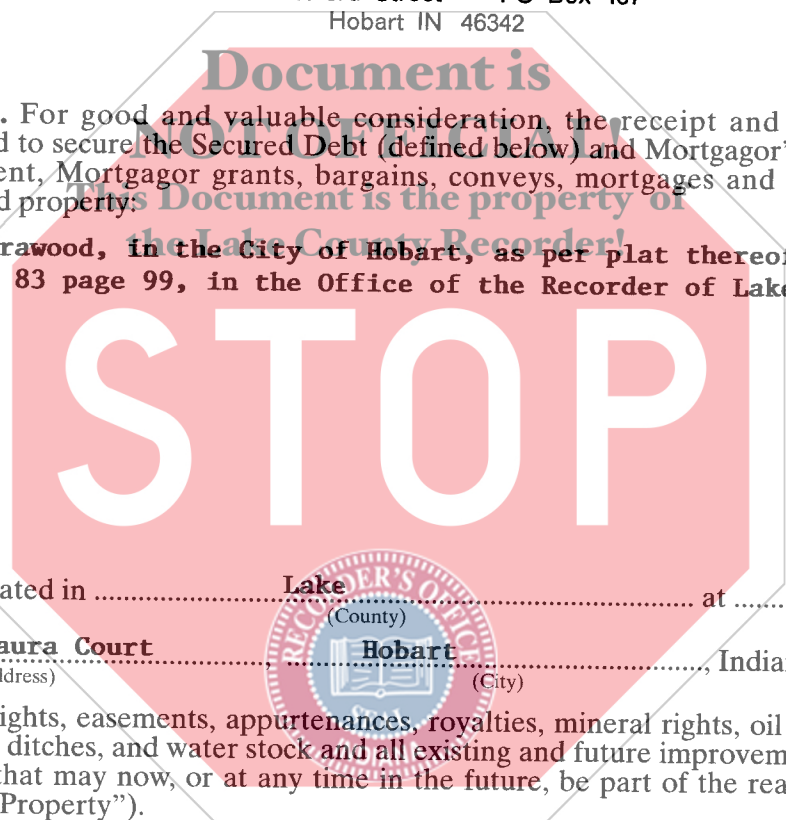 Hobart IN 46342
Document is
. For good and valuable consideration, the receipt and
NOT OFFICIAL!
d to secure the Secured Debt (defined below) and Mortgagor'
ent, Mortgagor grants, bargains, conveys, mortgages and
This Document is the property of
d property:
the Lake County Recorder!
rawood, in the City of Hobart, as per plat thereof
83 page 99, in the Office of the Recorder of Lake
STOP
ated in Lake at
(County)
RECORDER'S OFFICE
aura Court, Hobart, Indiana
ddress) (City)
SEAL
ights, easements, appurtenances, royalties, mineral rights, oil
ditches, and water stock and all existing and future improvem
that may now, or at any time in the future, be part of the rea
Property").